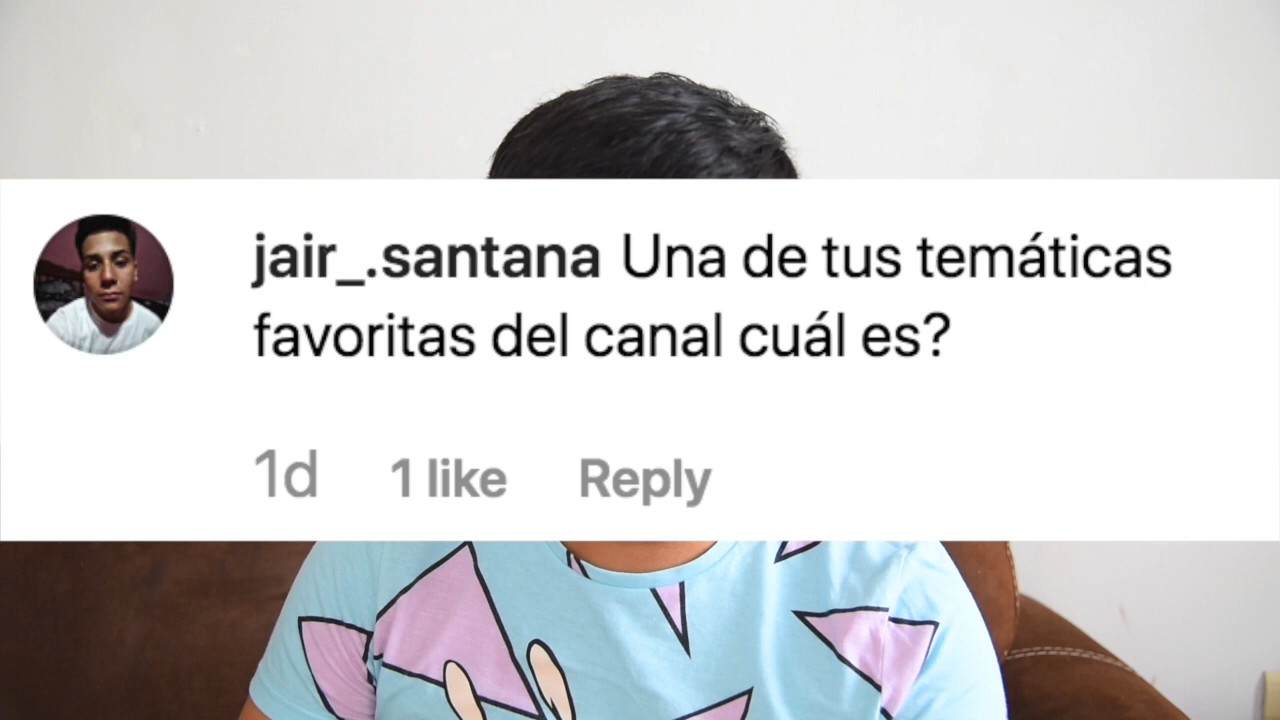 jair_.santana Una de tus temáticas
favoritas del canal cuál es?
1d 1 like Reply